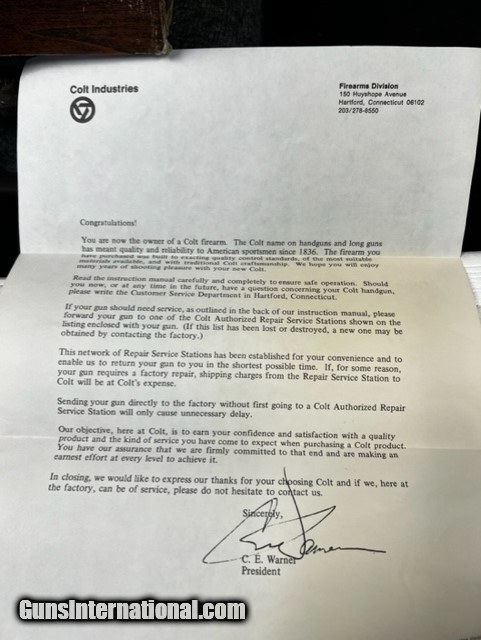 Colt Industries
Firearms Division
150 Huyshope Avenue
Hartford, Connecticut 06102
203/278-8550
Congratulations!
You are now the owner of a Colt firearm. The Colt name on handguns and long guns
has meant quality and reliability to American sportsmen since 1836. The firearm you
have purchased was built to exacting quality control standards, of the most suitable
materials available, and with traditional Colt craftsmanship. We hope you will enjoy
many years of shooting pleasure with your new Colt.
Read the instruction manual carefully and completely to ensure safe operation. Should
you now, or at any time in the future, have a question concerning your Colt handgun,
please write the Customer Service Department in Hartford, Connecticut.
If your gun should need service, as outlined in the back of our instruction manual, please
forward your gun to one of the Colt Authorized Repair Service Stations shown on the
listing enclosed with your gun. (If this list has been lost or destroyed, a new one may be
obtained by contacting the factory.)
This network of Repair Service Stations has been established for your convenience and to
enable us to return your gun to you in the shortest possible time. If, for some reason,
your gun requires a factory repair, shipping charges from the Repair Service Station to
Colt will be at Colt's expense.
Sending your gun directly to the factory without first going to a Colt Authorized Repair
Service Station will only cause unnecessary delay.
Our objective, here at Colt, is to earn your confidence and satisfaction with a quality
product and the kind of service you have come to expect when purchasing a Colt product.
You have our assurance that we are firmly committed to that end and are making an
earnest effort at every level to achieve it.
In closing, we would like to express our thanks for your choosing Colt and if we, here at
the factory, can be of service, please do not hesitate to contact us.
Sincerely,
C. E. Warner
President
GunsInternational.com